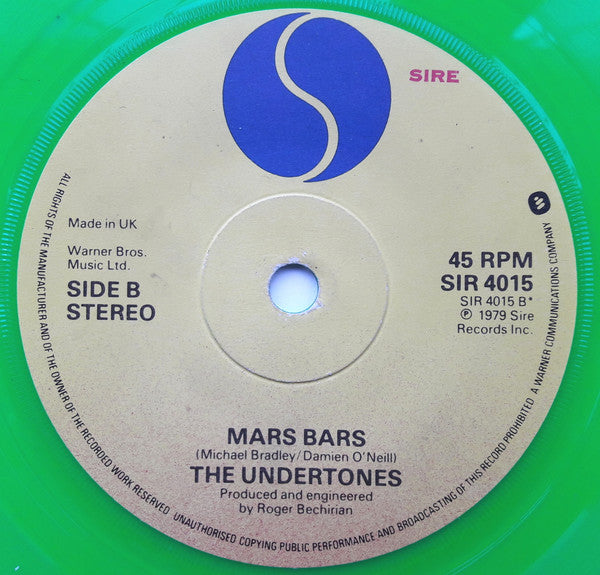 SIRE
Made in UK
Warner Bros.
Music Ltd.
SIDE B
STEREO
45 RPM
SIR 4015
SIR 4015 B*
℗ 1979 Sire
Records Inc.
MARS BARS
(Michael Bradley/Damien O'Neill)
THE UNDERTONES
Produced and engineered
by Roger Bechirian
ALL RIGHTS OF THE MANUFACTURER AND OF THE OWNER OF THE RECORDED WORK RESERVED UNAUTHORISED COPYING PUBLIC PERFORMANCE AND BROADCASTING OF THIS RECORD PROHIBITED A WARNER COMMUNICATIONS COMPANY